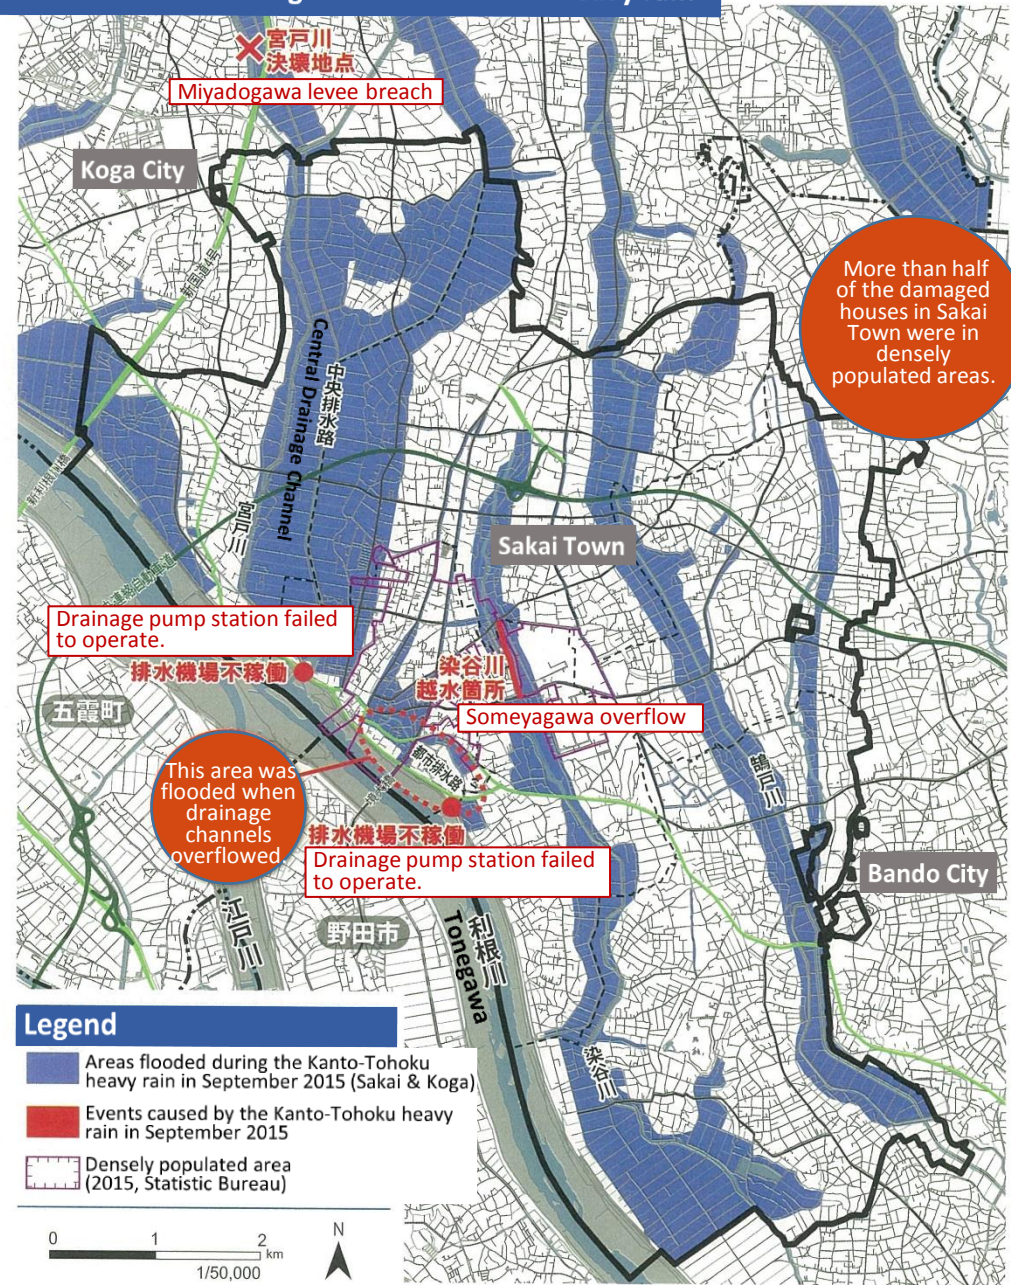 宮戸川
決壊地点
Miyadogawa levee breach
Koga City
新国道4号
More than half
of the damaged
houses in Sakai
Town were in
densely
populated areas.
Central Drainage Channel
中央排水路
宮戸川
Sakai Town
Drainage pump station failed
to operate.
排水機場不稼働
染谷川
越水箇所
Someyagawa overflow
五霞町
This area was
flooded when
drainage
channels
overflowed.
都市排水路
鵠戸川
排水機場不稼働
Drainage pump station failed
to operate.
Bando City
江戸川
野田市
利根川
Tonegawa
染谷川
Legend
Areas flooded during the Kanto-Tohoku
heavy rain in September 2015 (Sakai & Koga)
Events caused by the Kanto-Tohoku heavy
rain in September 2015
Densely populated area
(2015, Statistic Bureau)
0 1 2
km
1/50,000
N